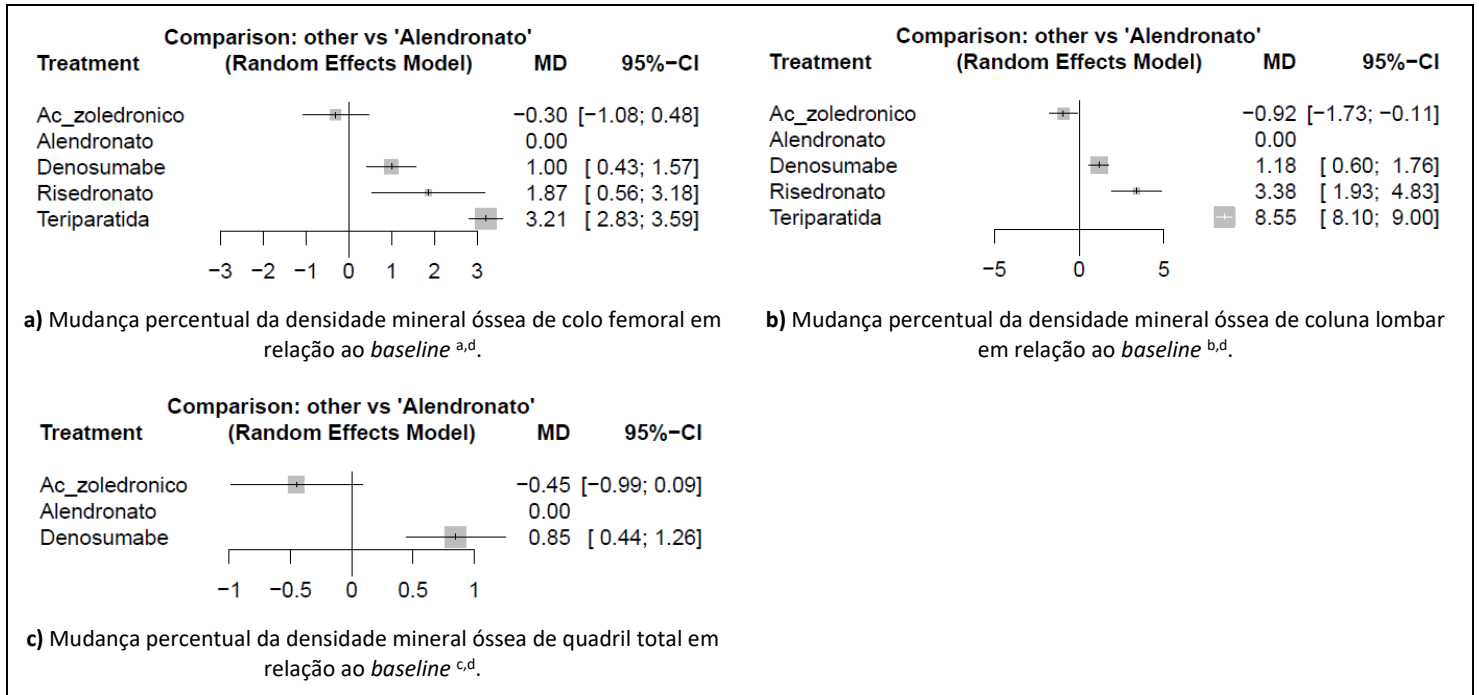 Comparison: other vs 'Alendronato'
Treatment (Random Effects Model) MD 95%−CI
Ac_zoledronico −0.30 [−1.08; 0.48]
Alendronato 0.00
Denosumabe 1.00 [ 0.43; 1.57]
Risedronato 1.87 [ 0.56; 3.18]
Teriparatida 3.21 [ 2.83; 3.59]
−3 −2 −1 0 1 2 3
a) Mudança percentual da densidade mineral óssea de colo femoral em
relação ao baseline a,d.
Comparison: other vs 'Alendronato'
Treatment (Random Effects Model) MD 95%−CI
Ac_zoledronico −0.92 [−1.73; −0.11]
Alendronato 0.00
Denosumabe 1.18 [ 0.60; 1.76]
Risedronato 3.38 [ 1.93; 4.83]
Teriparatida 8.55 [ 8.10; 9.00]
−5 0 5
b) Mudança percentual da densidade mineral óssea de coluna lombar
em relação ao baseline b,d.
Comparison: other vs 'Alendronato'
Treatment (Random Effects Model) MD 95%−CI
Ac_zoledronico −0.45 [−0.99; 0.09]
Alendronato 0.00
Denosumabe 0.85 [ 0.44; 1.26]
−1 −0.5 0 0.5 1
c) Mudança percentual da densidade mineral óssea de quadril total em
relação ao baseline c,d.